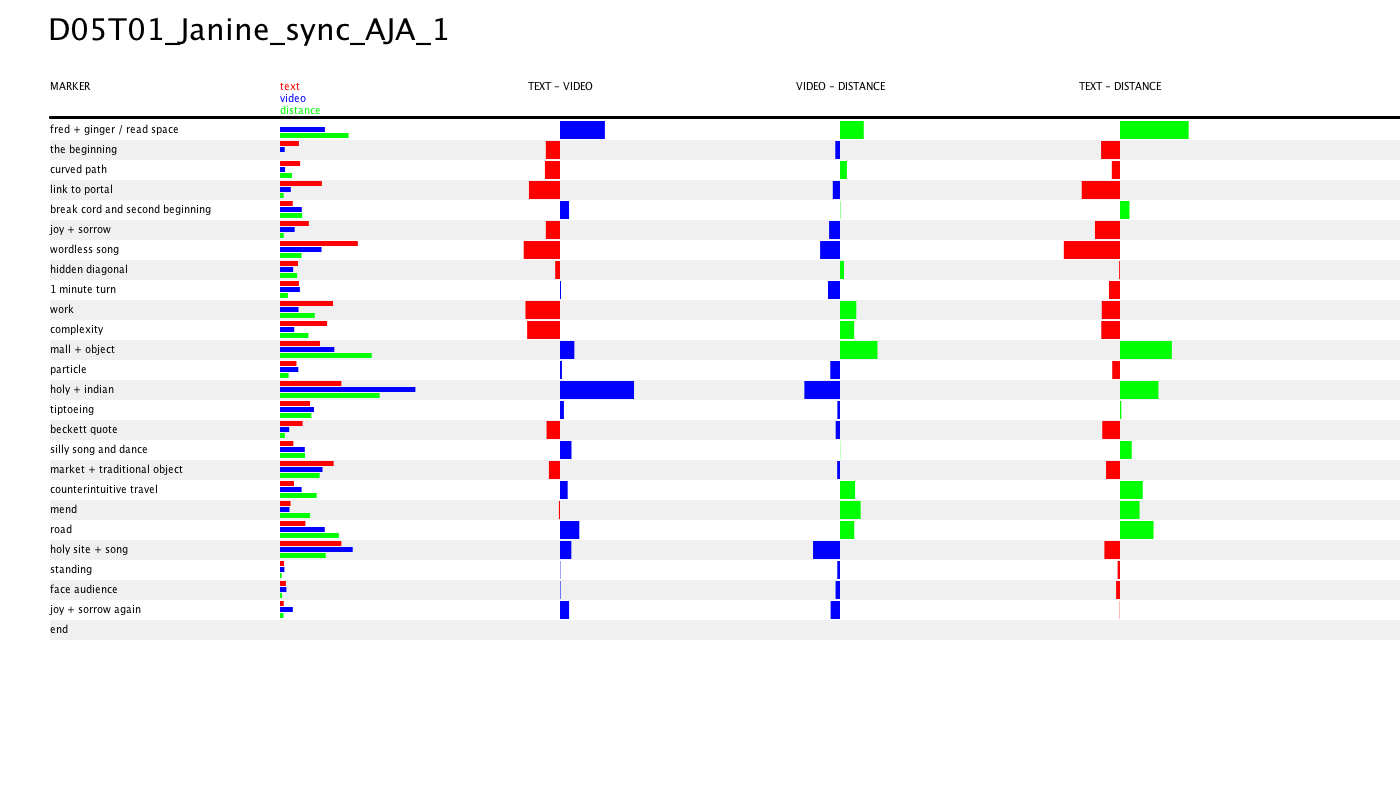 D05T01_Janine_sync_AJA_1
MARKER
text
video
distance
TEXT – VIDEO
VIDEO – DISTANCE
TEXT – DISTANCE
fred + ginger / read space
the beginning
curved path
link to portal
break cord and second beginning
joy + sorrow
wordless song
hidden diagonal
1 minute turn
work
complexity
mall + object
particle
holy + indian
tiptoeing
beckett quote
silly song and dance
market + traditional object
counterintuitive travel
mend
road
holy site + song
standing
face audience
joy + sorrow again
end